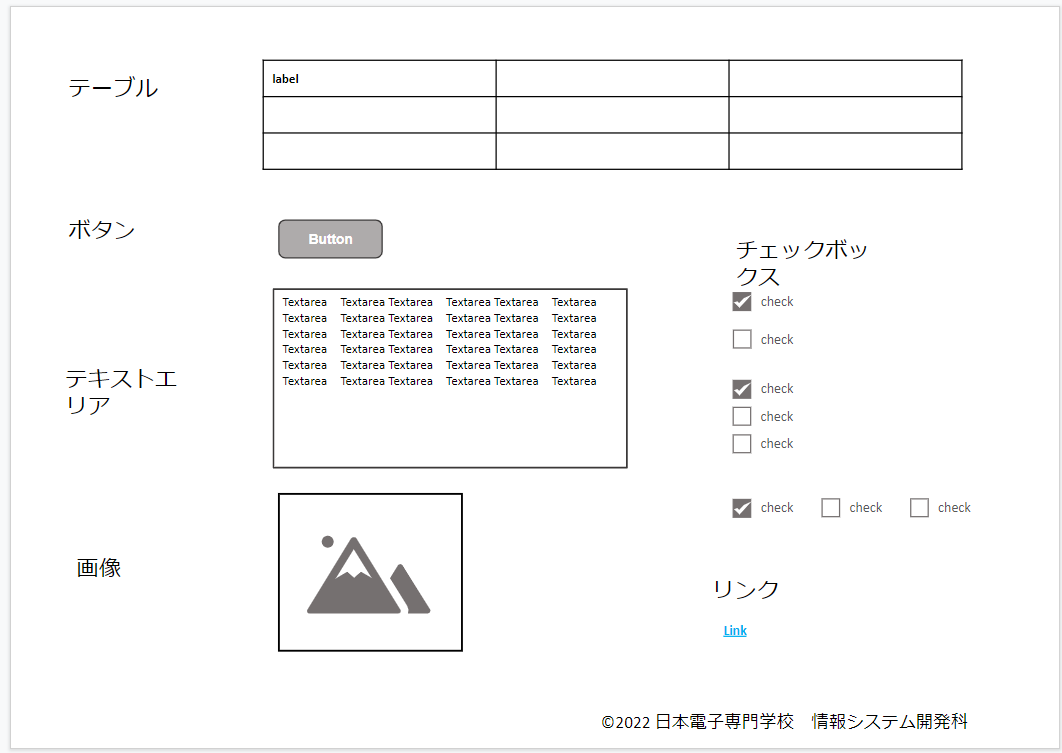 テーブル
label
ボタン
Button
チェックボッ
クス
check
check
check
check
check
check check check
Textarea Textarea Textarea Textarea Textarea Textarea
Textarea Textarea Textarea Textarea Textarea Textarea
Textarea Textarea Textarea Textarea Textarea Textarea
Textarea Textarea Textarea Textarea Textarea Textarea
Textarea Textarea Textarea Textarea Textarea Textarea
Textarea Textarea Textarea Textarea Textarea Textarea
テキストエ
リア
画像
リンク
Link
©2022 日本電子専門学校　情報システム開発科